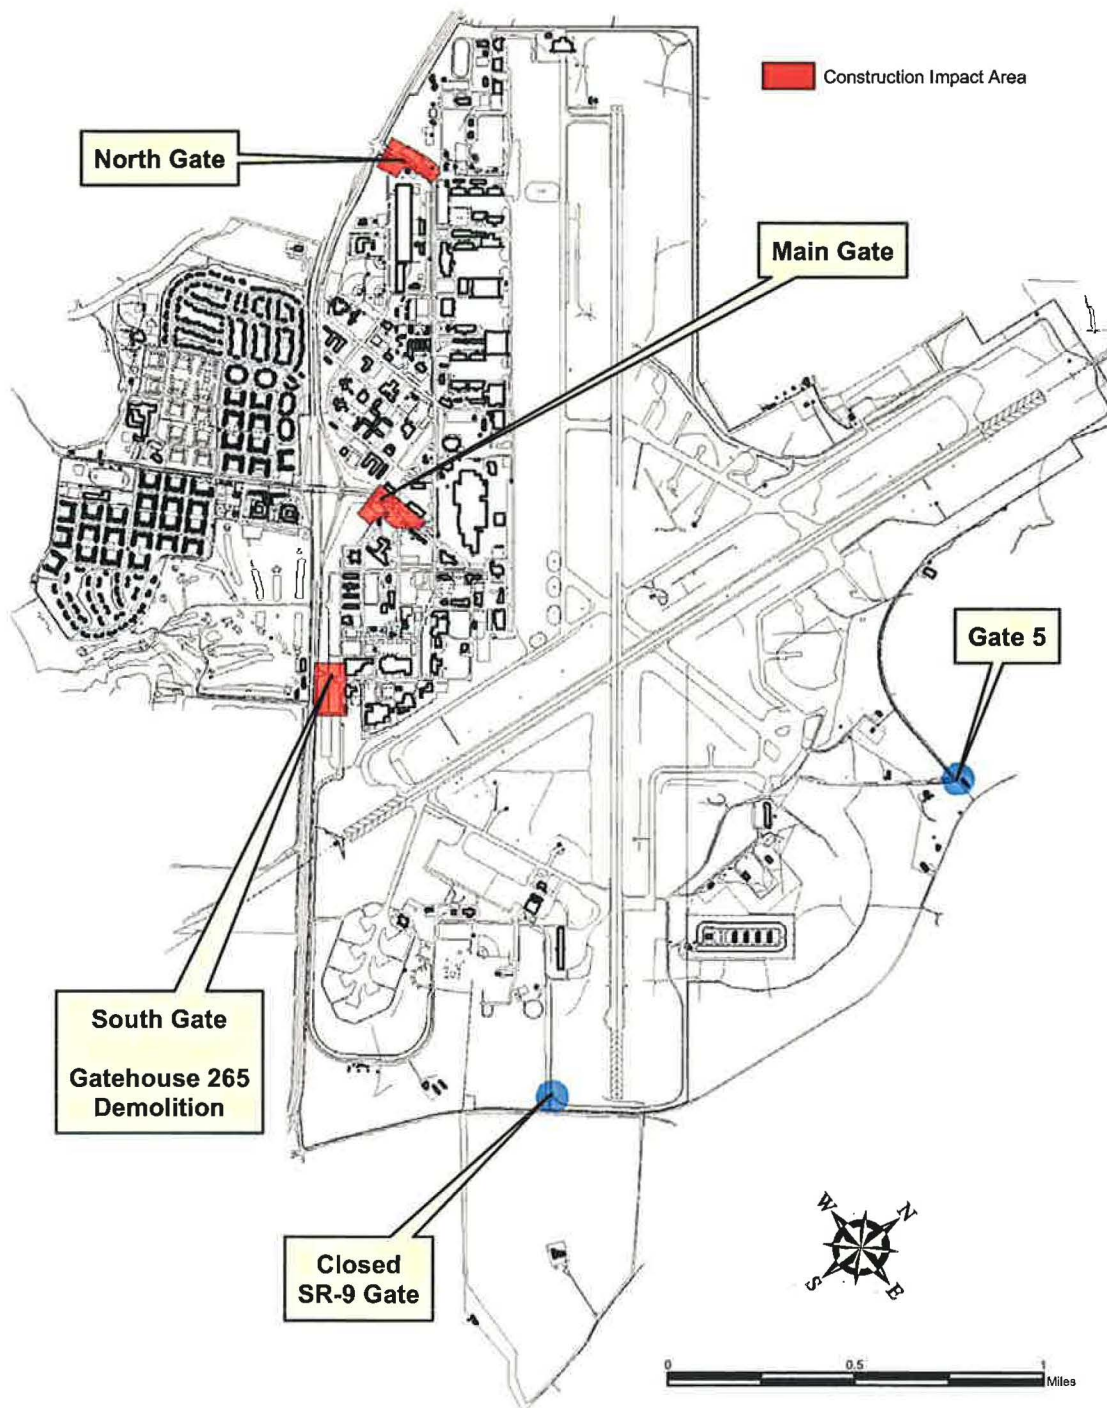 Construction Impact Area
North Gate
Main Gate
Gate 5
South Gate
Gatehouse 265
Demolition
Closed
SR-9 Gate
W
N
S
E
0
0.5
1
Miles